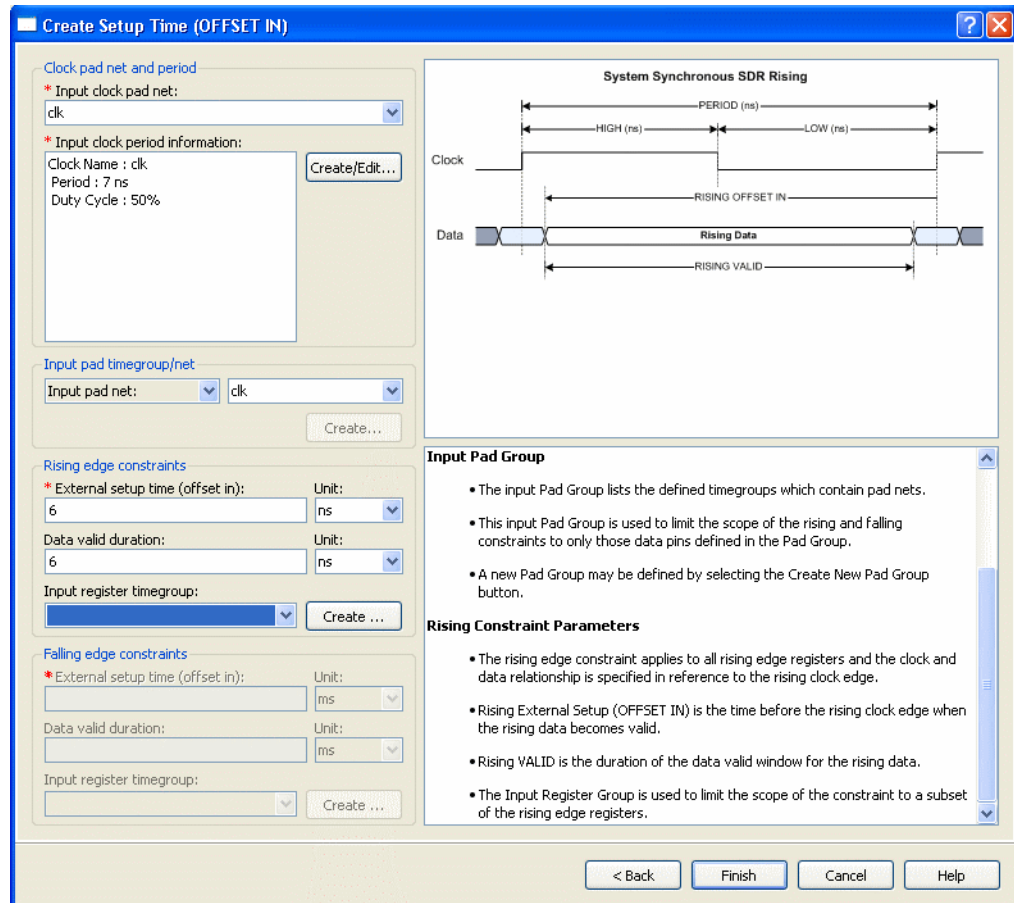 Create Setup Time (OFFSET IN)
Clock pad net and period
* Input clock pad net:
clk
* Input clock period information:
Clock Name : clk
Period : 7 ns
Duty Cycle : 50%
Create/Edit...
Input pad timegroup/net
Input pad net:
clk
Create...
Rising edge constraints
* External setup time (offset in):
Unit:
6
ns
Data valid duration:
Unit:
6
ns
Input register timegroup:
Create ...
Falling edge constraints
* External setup time (offset in):
Unit:
ms
Data valid duration:
Unit:
ms
Input register timegroup:
Create ...
System Synchronous SDR Rising
PERIOD (ns)
HIGH (ns)
LOW (ns)
Clock
RISING OFFSET IN
Data
Rising Data
RISING VALID
Input Pad Group
• The input Pad Group lists the defined timegroups which contain pad nets.
• This input Pad Group is used to limit the scope of the rising and falling
constraints to only those data pins defined in the Pad Group.
• A new Pad Group may be defined by selecting the Create New Pad Group
button.
Rising Constraint Parameters
• The rising edge constraint applies to all rising edge registers and the clock and
data relationship is specified in reference to the rising clock edge.
• Rising External Setup (OFFSET IN) is the time before the rising clock edge when
the rising data becomes valid.
• Rising VALID is the duration of the data valid window for the rising data.
• The Input Register Group is used to limit the scope of the constraint to a subset
of the rising edge registers.
< Back
Finish
Cancel
Help